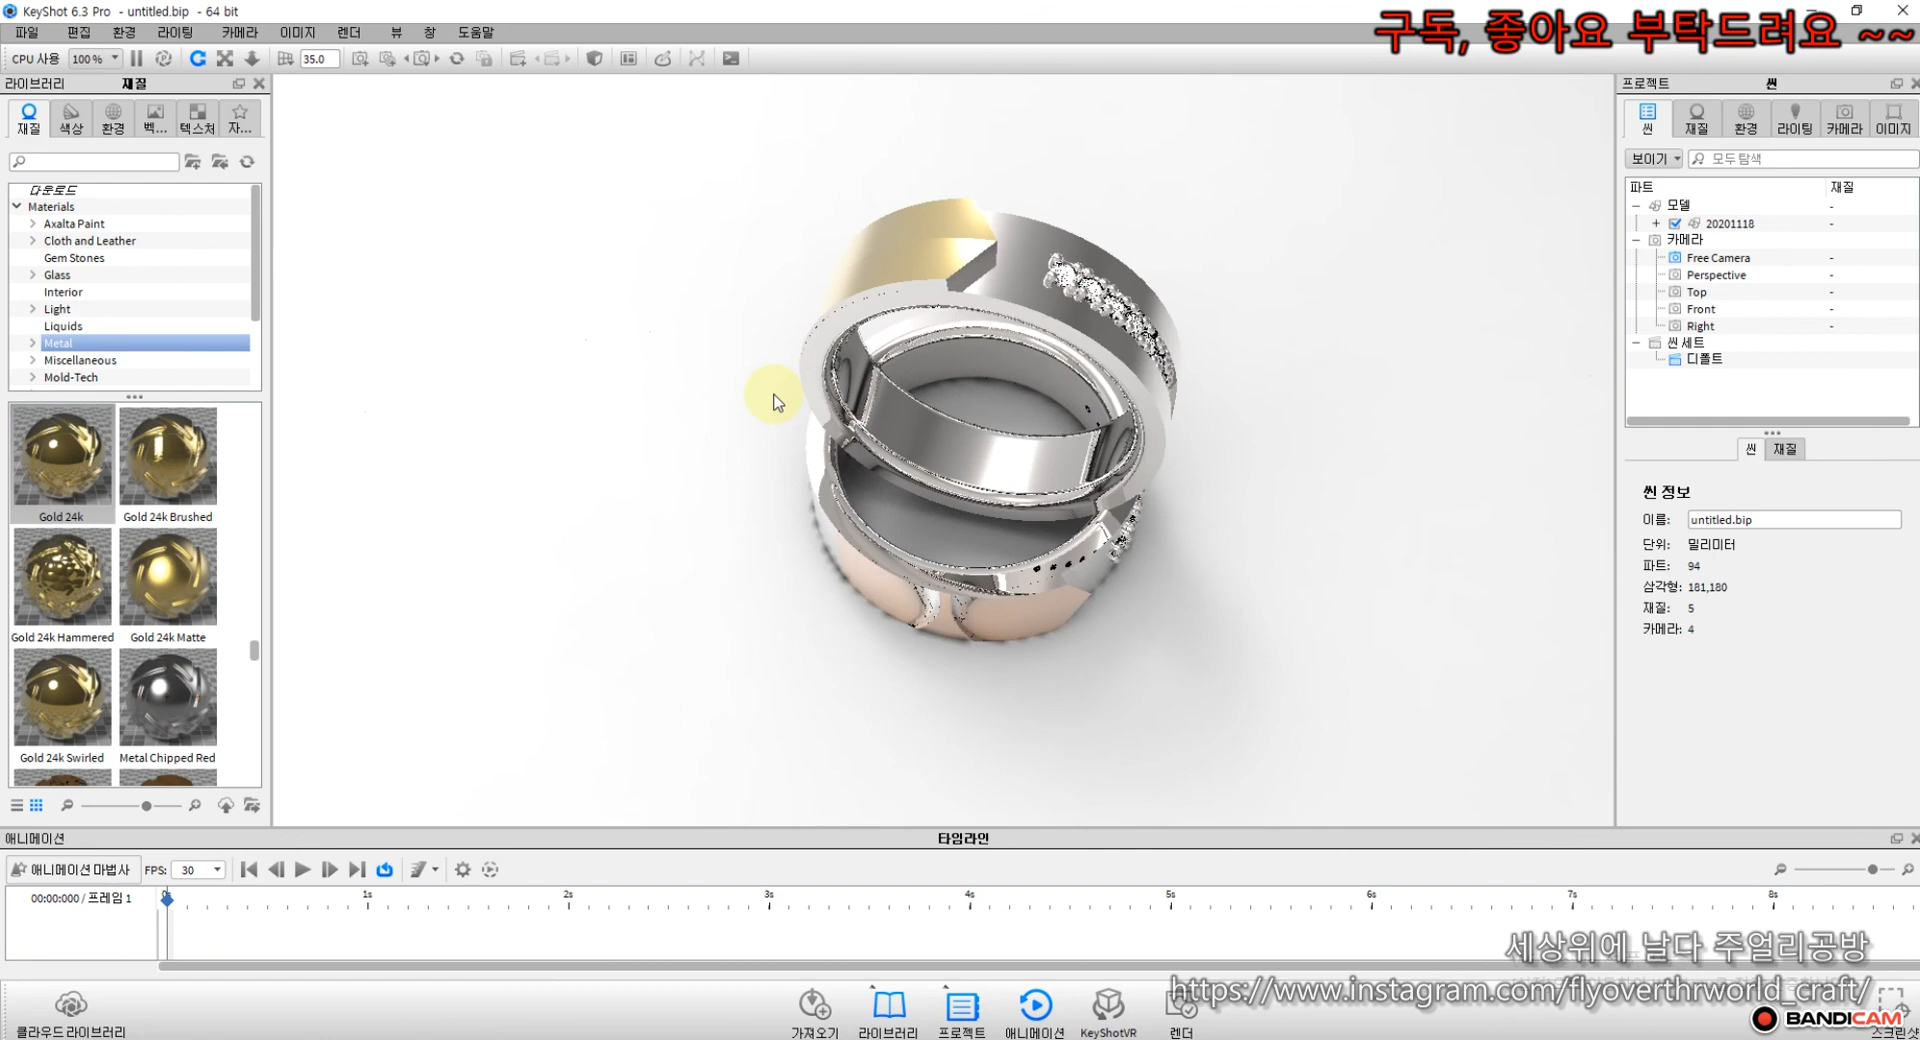 KeyShot 6.3 Pro - untitled.bip - 64 bit
파일 편집 환경 라이팅 카메라 이미지 렌더 뷰 창 도움말
구독, 좋아요 부탁드려요 ~~
CPU 사용 100 % 35.0
라이브러리 재질
재질 색상 환경 벡... 텍스처 자...
다운로드
Materials
Axalta Paint
Cloth and Leather
Gem Stones
Glass
Interior
Light
Liquids
Metal
Miscellaneous
Mold-Tech
Gold 24k Gold 24k Brushed
Gold 24k Hammered Gold 24k Matte
Gold 24k Swirled Metal Chipped Red
프로젝트 씬
씬 재질 환경 라이팅 카메라 이미지
보이기 모두 탐색
파트 재질
모델 -
20201118 -
카메라
Free Camera -
Perspective -
Top -
Front -
Right -
씬 세트
디폴트
씬 재질
씬 정보
이름: untitled.bip
단위: 밀리미터
파트: 94
삼각형: 181,180
재질: 5
카메라: 4
애니메이션 타임라인
애니메이션 마법사 FPS: 30
00:00:000 / 프레임 1 0s 1s 2s 3s 4s 5s 6s 7s 8s
세상위에 날다 주얼리공방
https://www.instagram.com/flyoverthrworld_craft/
클라우드 라이브러리 가져오기 라이브러리 프로젝트 애니메이션 KeyShotVR 렌더 스크린샷
BANDICAM